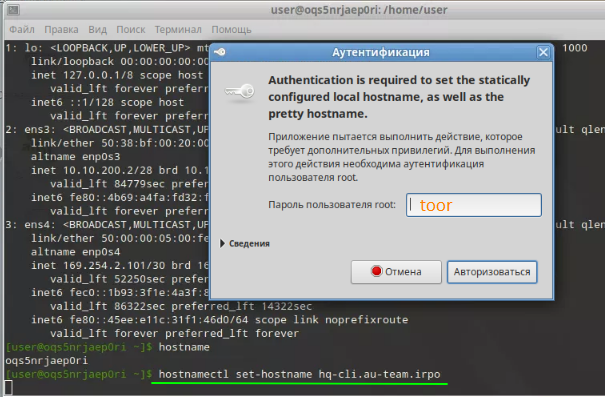 user@oqs5nrjaep0ri: /home/user
Файл Правка Вид Поиск Терминал Помощь
1: lo: <LOOPBACK,UP,LOWER_UP> mt 1000
link/loopback 00:00:00:00:00
inet 127.0.0.1/8 scope host
valid_lft forever preferr
inet6 ::1/128 scope host
valid_lft forever preferr
2: ens3: <BROADCAST,MULTICAST,UP ult qlen
link/ether 50:38:bf:00:20:00
altname enp0s3
inet 10.10.200.2/28 brd 10.1
valid_lft 84779sec prefer
inet6 fe80::4b69:a4fa:fd32:f
valid_lft forever preferr
3: ens4: <BROADCAST,MULTICAST,UP ult qlen
link/ether 50:00:00:05:00:fe
altname enp0s4
inet 169.254.2.101/30 brd 16
valid_lft 52250sec prefer
inet6 fec0::1b93:3f1e:4a3f:8
valid_lft 86322sec preferred_lft 14322sec
inet6 fe80::45ee:e11c:31f1:46d0/64 scope link noprefixroute
valid_lft forever preferred_lft forever
[user@oqs5nrjaep0ri ~]$ hostname
oqs5nrjaep0ri
[user@oqs5nrjaep0ri ~]$ hostnamectl set-hostname hq-cli.au-team.irpo
Аутентификация
Authentication is required to set the statically
configured local hostname, as well as the
pretty hostname.
Приложение пытается выполнить действие, которое
требует дополнительных привилегий. Для выполнения
этого действия необходима аутентификация
пользователя root.
Пароль пользователя root: toor
Сведения
Отмена Авторизоваться